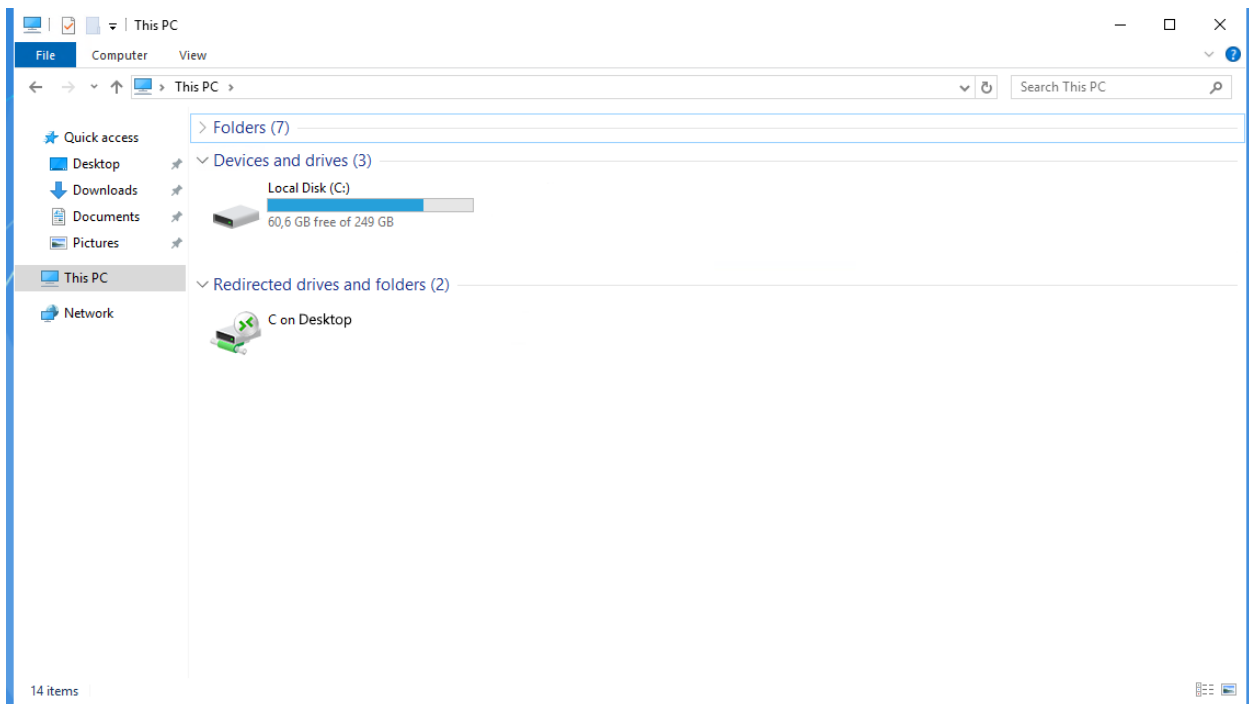 This PC
File Computer View
This PC
Search This PC
Quick access
Desktop
Downloads
Documents
Pictures
This PC
Network
Folders (7)
Devices and drives (3)
Local Disk (C:)
60,6 GB free of 249 GB
Redirected drives and folders (2)
C on Desktop
14 items